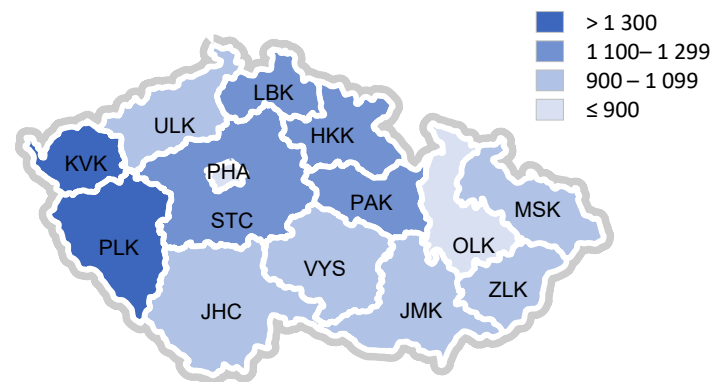 > 1 300
1 100– 1 299
900 – 1 099
≤ 900
LBK
ULK
HKK
KVK
PHA
PAK
STC
MSK
PLK
OLK
VYS
ZLK
JHC
JMK